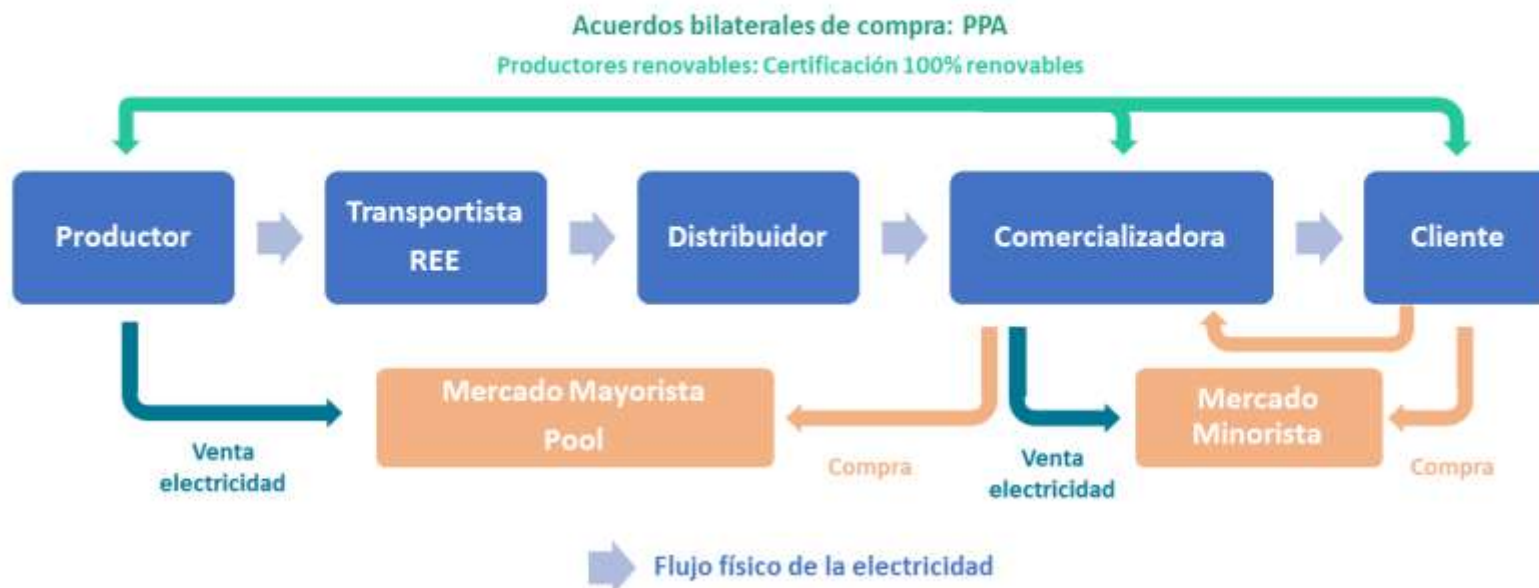 Acuerdos bilaterales de compra: PPA
Productores renovables: Certificación 100% renovables
Productor
Transportista
REE
Distribuidor
Comercializadora
Cliente
Mercado Mayorista
Pool
Mercado
Minorista
Venta
electricidad
Compra
Venta
electricidad
Compra
Flujo físico de la electricidad